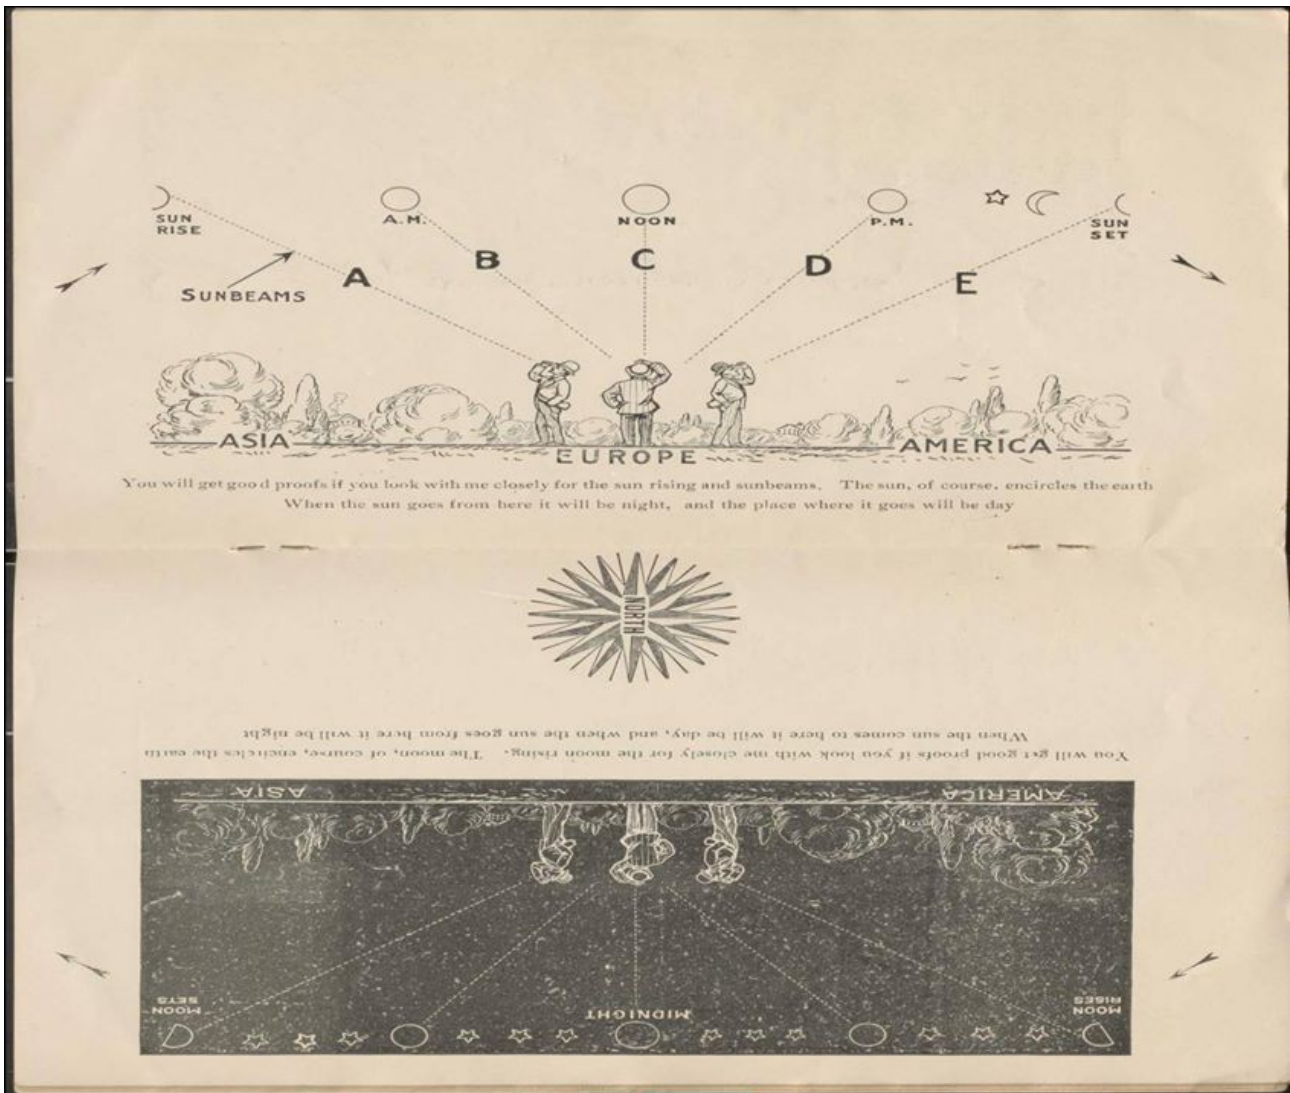 SUN RISE
A.M.
NOON
P.M.
SUN SET
SUNBEAMS
A
B
C
D
E
ASIA
EUROPE
AMERICA
You will get good proofs if you look with me closely for the sun rising and sunbeams. The sun, of course, encircles the earth
When the sun goes from here it will be night, and the place where it goes will be day
NORTH
You will get good proofs if you look with me closely for the moon rising. The moon, of course, encircles the earth
When the sun comes to here it will be day, and when the sun goes from here it will be night
AMERICA
ASIA
MOON RISES
MIDNIGHT
MOON SETS